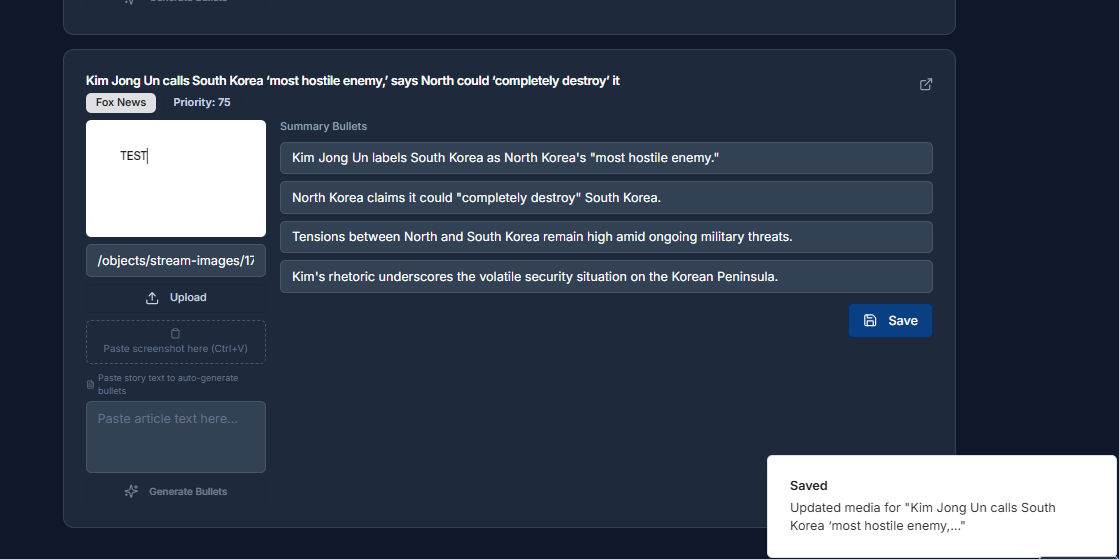 Generate Bullets
Kim Jong Un calls South Korea ‘most hostile enemy,’ says North could ‘completely destroy’ it
Fox News
Priority: 75
TEST
/objects/stream-images/17
Upload
Paste screenshot here (Ctrl+V)
Paste story text to auto-generate
bullets
Paste article text here...
Generate Bullets
Summary Bullets
Kim Jong Un labels South Korea as North Korea's "most hostile enemy."
North Korea claims it could "completely destroy" South Korea.
Tensions between North and South Korea remain high amid ongoing military threats.
Kim's rhetoric underscores the volatile security situation on the Korean Peninsula.
Save
Saved
Updated media for "Kim Jong Un calls South
Korea ‘most hostile enemy,..."